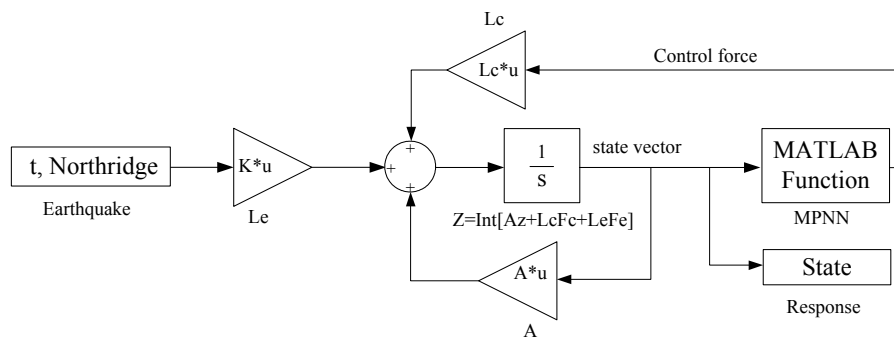 Lc
Lc*u
Control force
t, Northridge
Earthquake
K*u
Le
+
+
+
1
s
Z=Int[Az+LcFc+LeFe]
state vector
MATLAB
Function
MPNN
A*u
A
State
Response